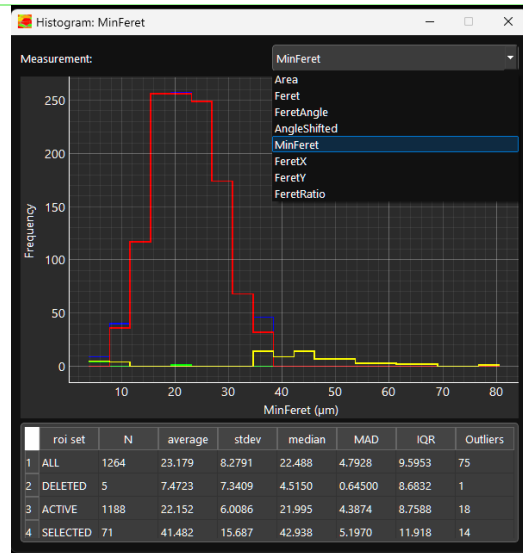 Histogram: MinFeret
Measurement: MinFeret
Area
Feret
FeretAngle
AngleShifted
MinFeret
FeretX
FeretY
FeretRatio
250
200
150
100
50
0
Frequency
10 20 30 40 50 60 70 80
MinFeret (µm)
roi set N average stdev median MAD IQR Outliers
1 ALL 1264 23.179 8.2791 22.488 4.7928 9.5953 75
2 DELETED 5 7.4723 7.3409 4.5150 0.64500 8.6832 1
3 ACTIVE 1188 22.152 6.0086 21.995 4.3874 8.7588 18
4 SELECTED 71 41.482 15.687 42.938 5.1970 11.918 14